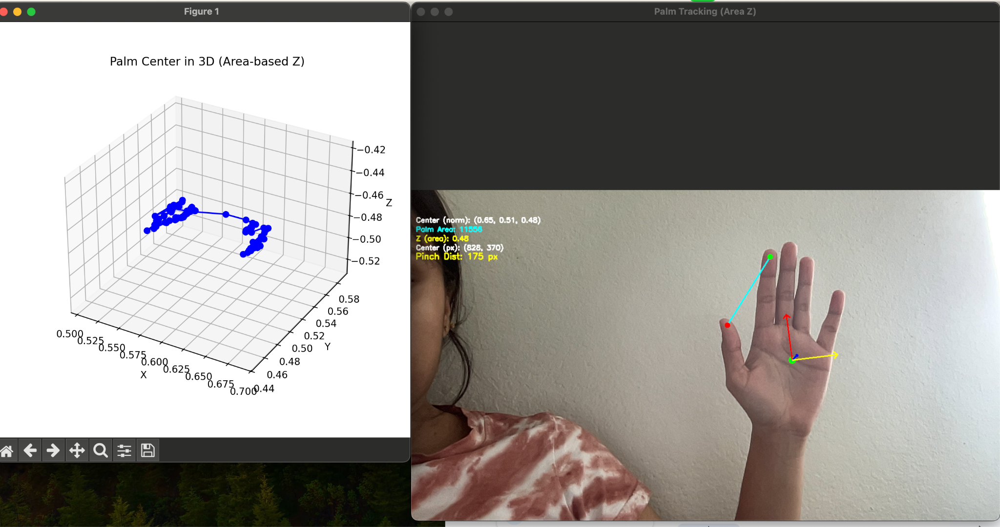 Figure 1
Palm Center in 3D (Area-based Z)
−0.42
−0.44
−0.46
Z
−0.48
−0.50
−0.52
0.58
0.56
0.54
0.52
0.50
Y
0.48
0.46
0.44
0.500
0.525
0.550
0.575
0.600
X
0.625
0.650
0.675
0.700
Palm Tracking (Area Z)
Center (norm): (0.65, 0.51, 0.48)
Palm Area: 11556
Z (area): 0.48
Center (px): (828, 370)
Pinch Dist: 175 px